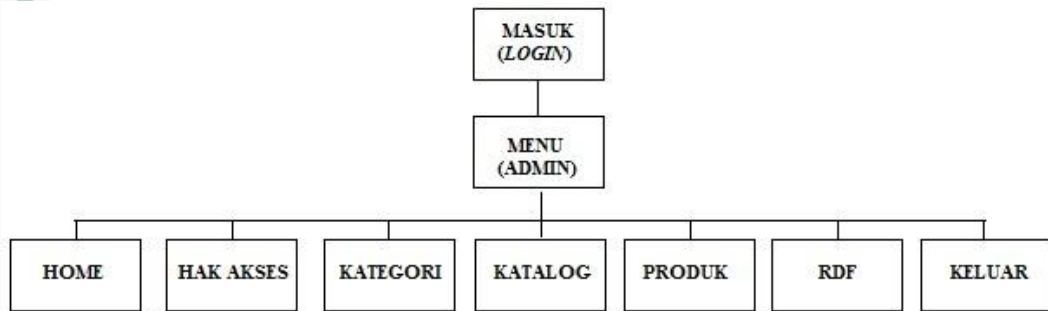 MASUK
(LOGIN)
MENU
(ADMIN)
HOME
HAK AKSES
KATEGORI
KATALOG
PRODUK
RDF
KELUAR